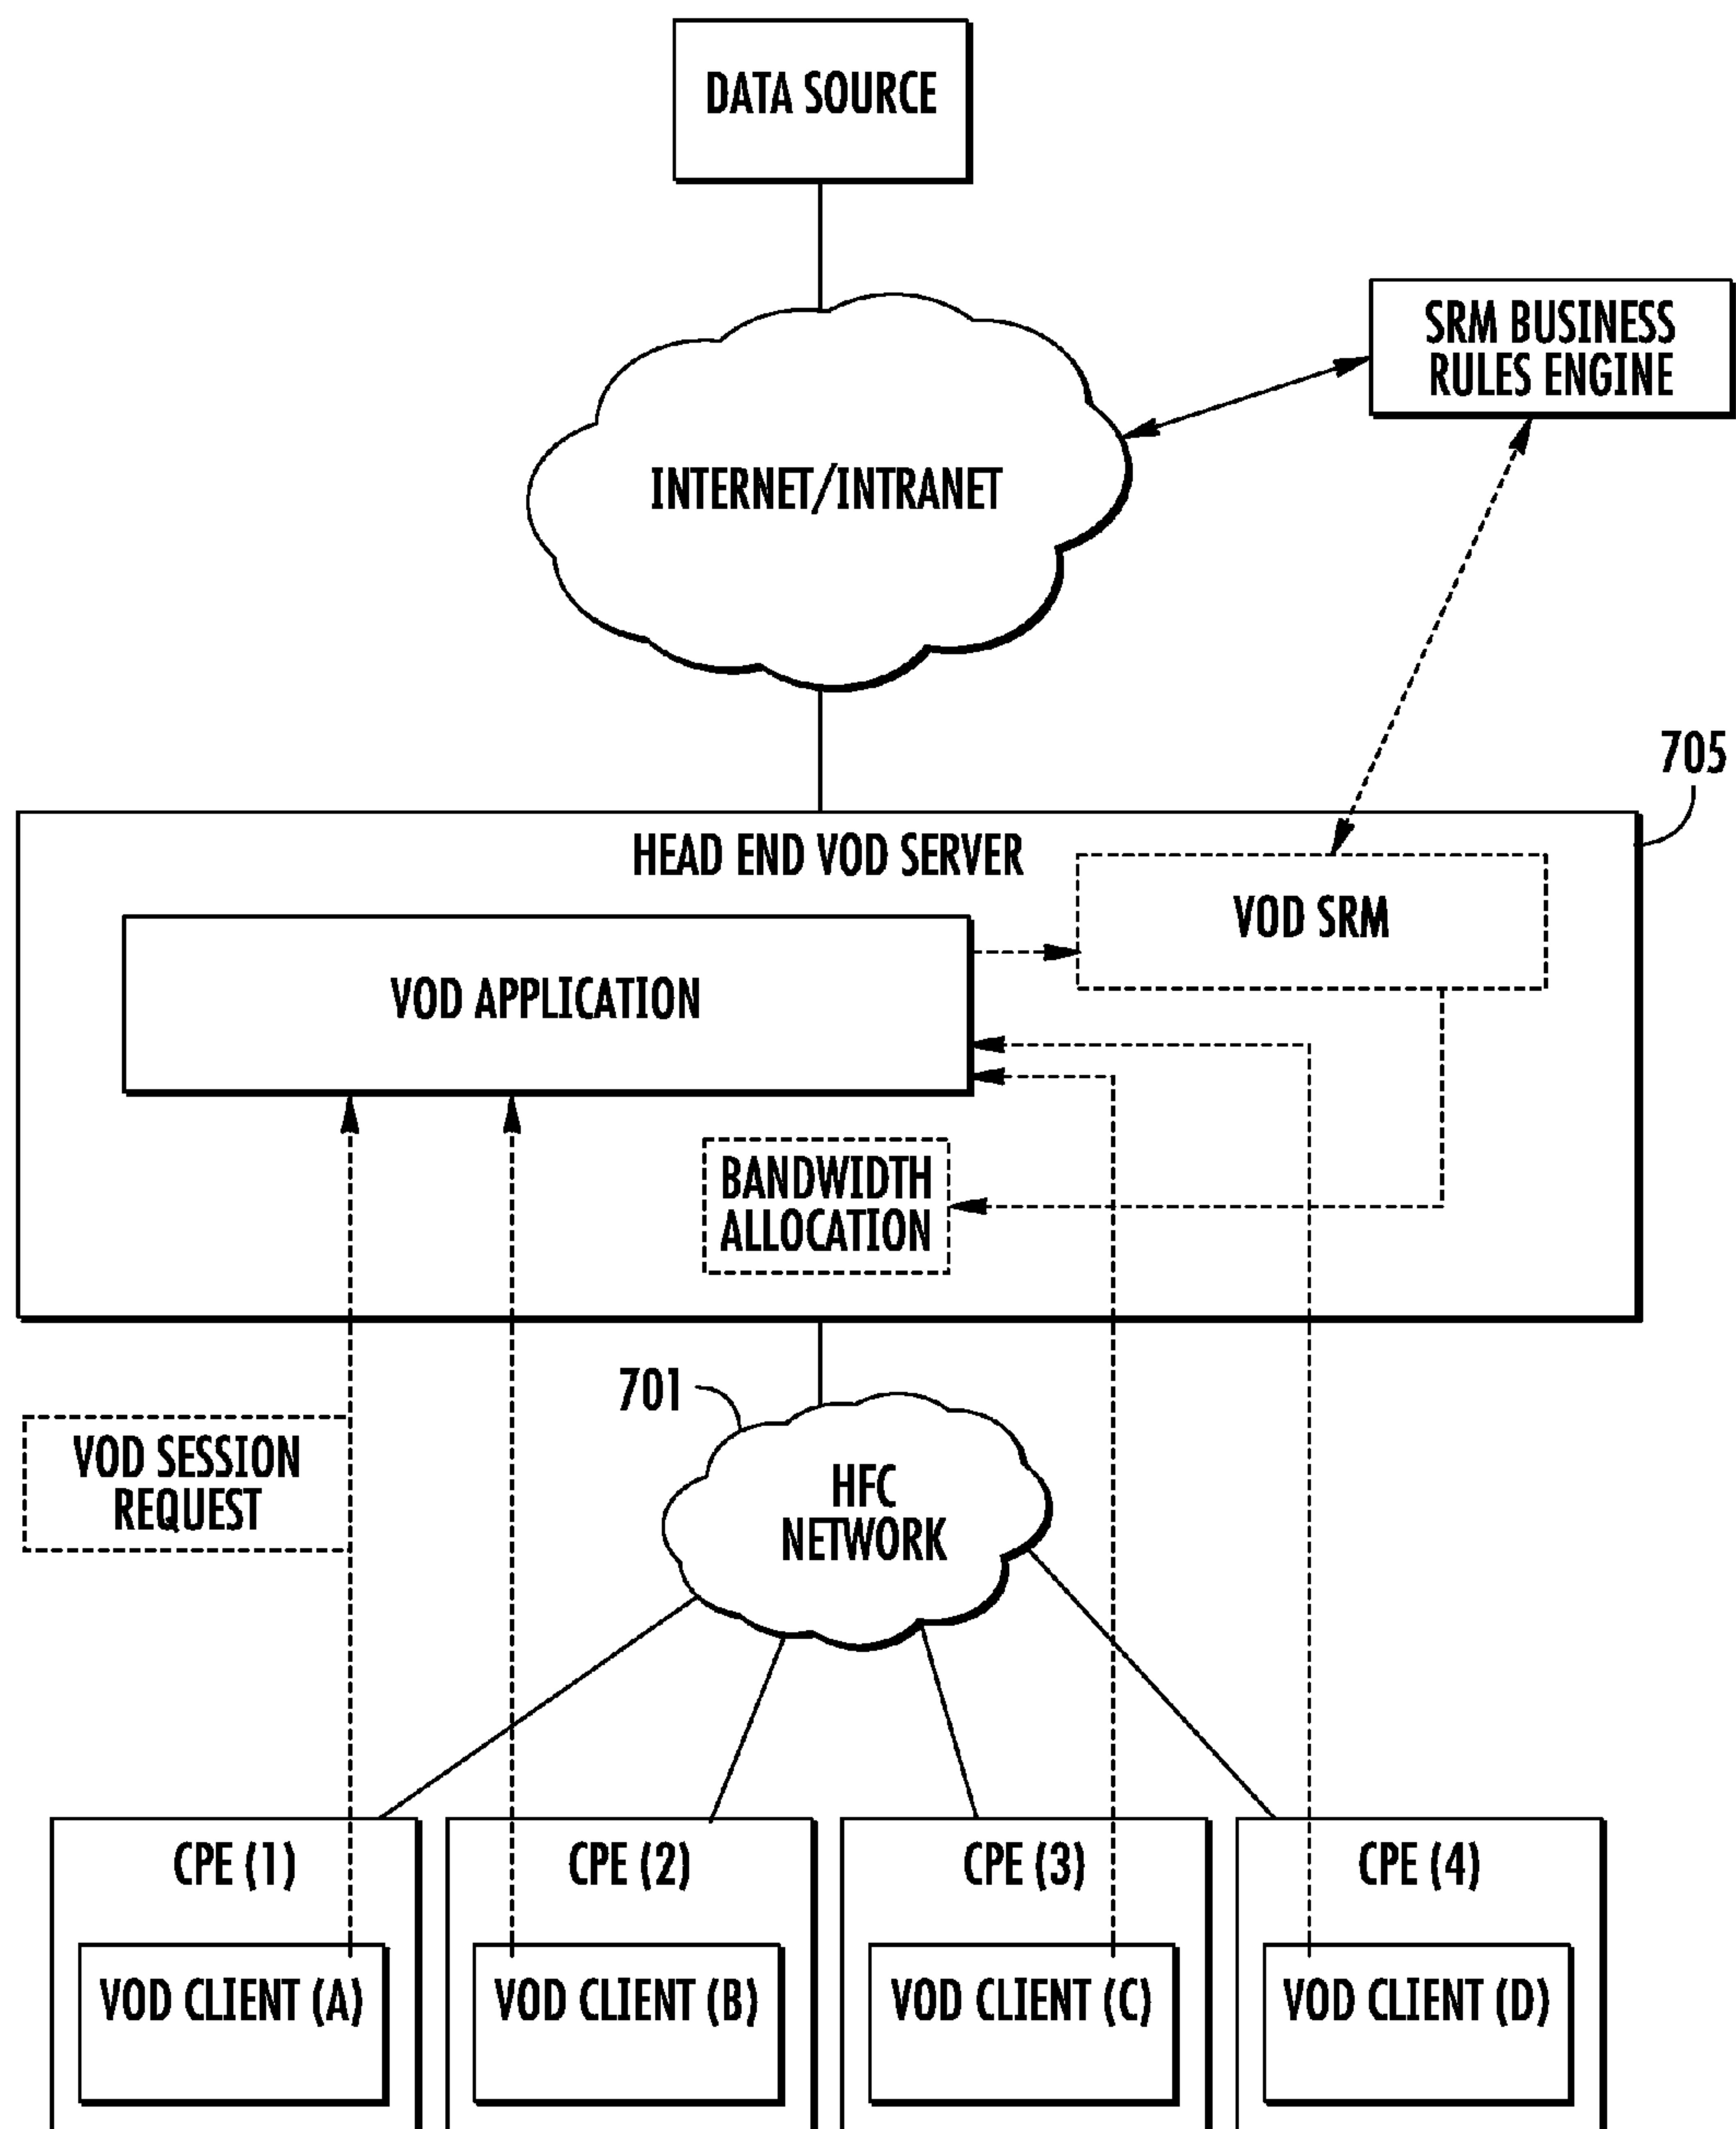 DATA SOURCE
SRM BUSINESS
RULES ENGINE
INTERNET/INTRANET
705
HEAD END VOD SERVER
VOD SRM
VOD APPLICATION
BANDWIDTH
ALLOCATION
701
VOD SESSION
REQUEST
HFC
NETWORK
CPE (1)
CPE (2)
CPE (3)
CPE (4)
VOD CLIENT (A)
VOD CLIENT (B)
VOD CLIENT (C)
VOD CLIENT (D)